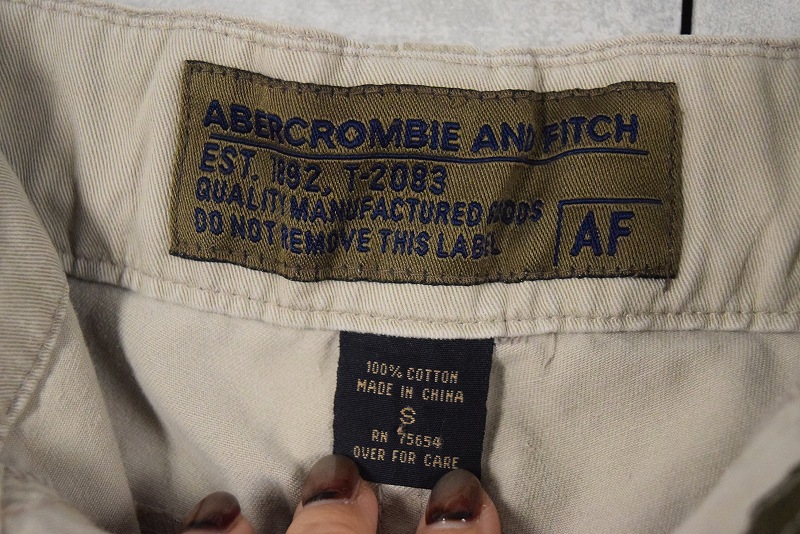 ABERCROMBIE AND FITCH
EST. 1892, T-2083
QUALITY MANUFACTURED GOODS
DO NOT REMOVE THIS LABEL
AF
100% COTTON
MADE IN CHINA
S
RN 75654
OVER FOR CARE